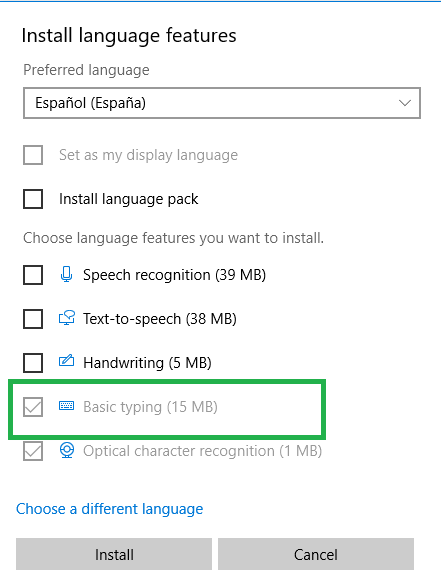 Install language features
Preferred language
Español (España)
Set as my display language
Install language pack
Choose language features you want to install.
Speech recognition (39 MB)
Text-to-speech (38 MB)
Handwriting (5 MB)
Basic typing (15 MB)
Optical character recognition (1 MB)
Choose a different language
Install
Cancel